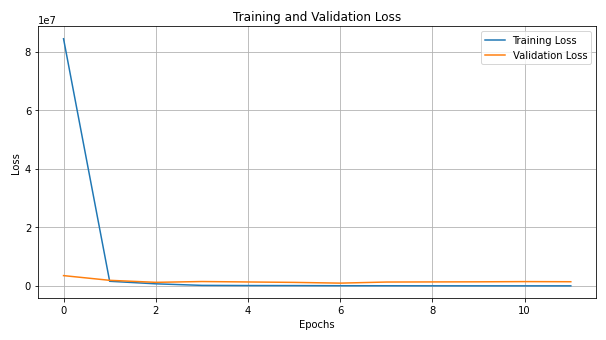 Training and Validation Loss
1e7
Training Loss
Validation Loss
8
6
4
2
0
Loss
0 2 4 6 8 10
Epochs